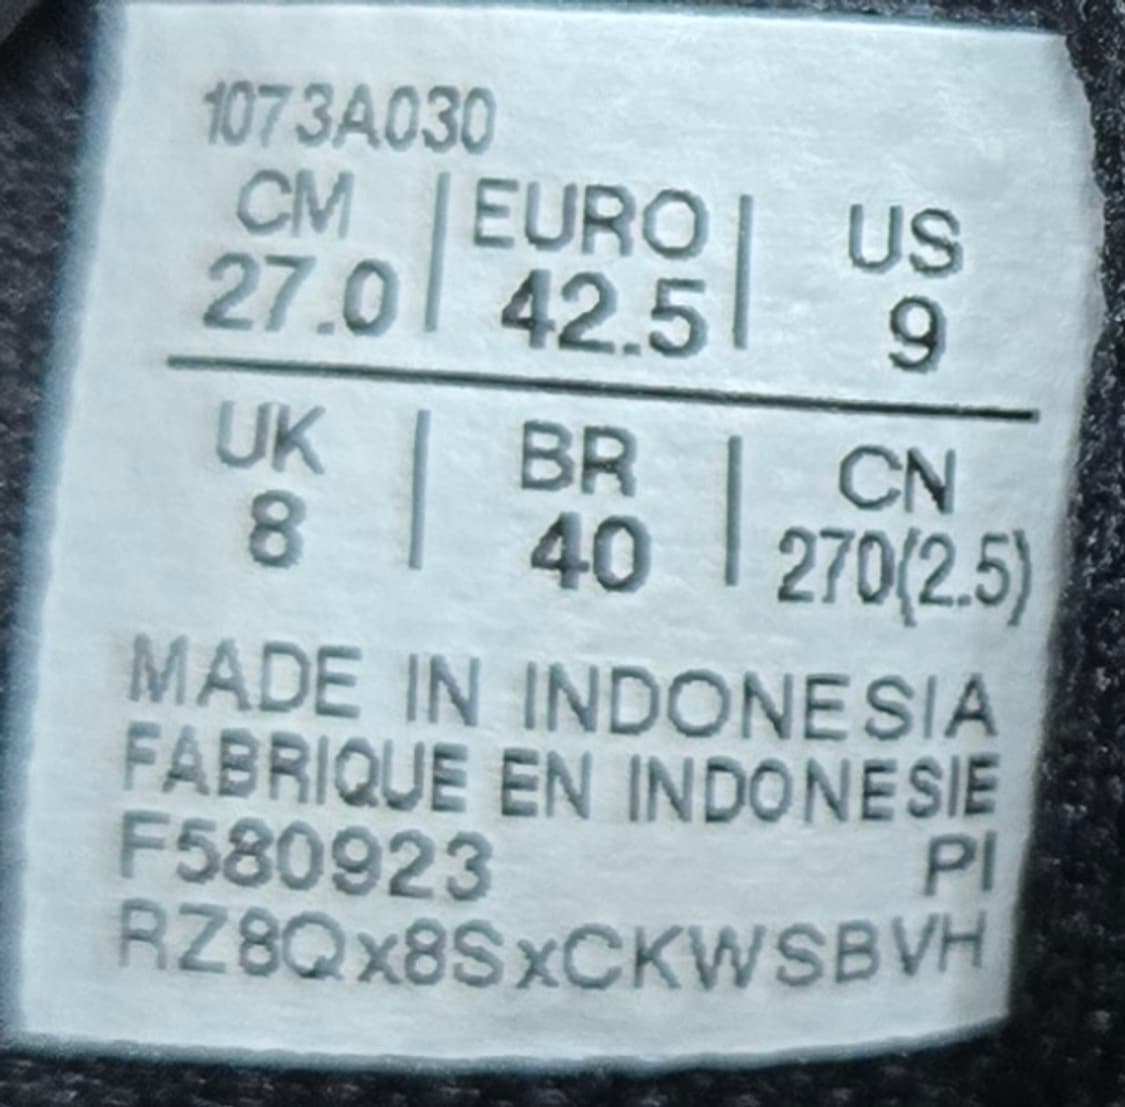 1073A030
CM | EURO | US
27.0 | 42.5 | 9
UK | BR | CN
8 | 40 | 270(2.5)
MADE IN INDONESIA
FABRIQUE EN INDONESIE
F580923 PI
RZ8Qx8SxCKWSBVH